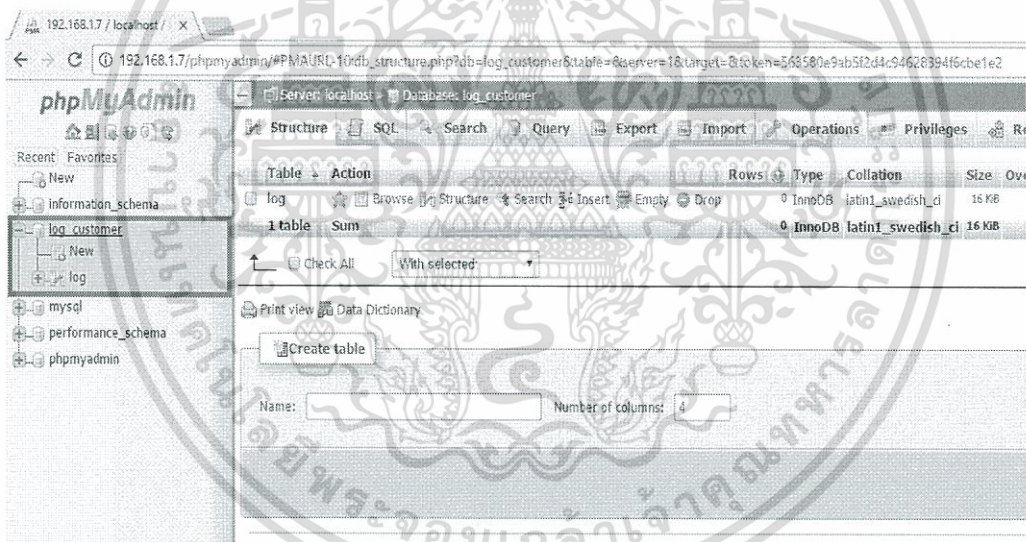 192.168.1.7 / localhost /
192.168.1.7/phpmyadmin/#PMAURL-10:db_structure.php?db=log_customer&table=&server=1&target=&token=568580e9ab5f2d4c94628394f6cbe1e2
phpMyAdmin
Recent Favorites
New
information_schema
log_customer
New
log
mysql
performance_schema
phpmyadmin
Server: localhost » Database: log_customer
Structure SQL Search Query Export Import Operations Privileges
Table Action Rows Type Collation Size
log Browse Structure Search Insert Empty Drop 0 InnoDB latin1_swedish_ci 16 KiB
1 table Sum 0 InnoDB latin1_swedish_ci 16 KiB
Check All With selected:
Print view Data Dictionary
Create table
Name: Number of columns: 4